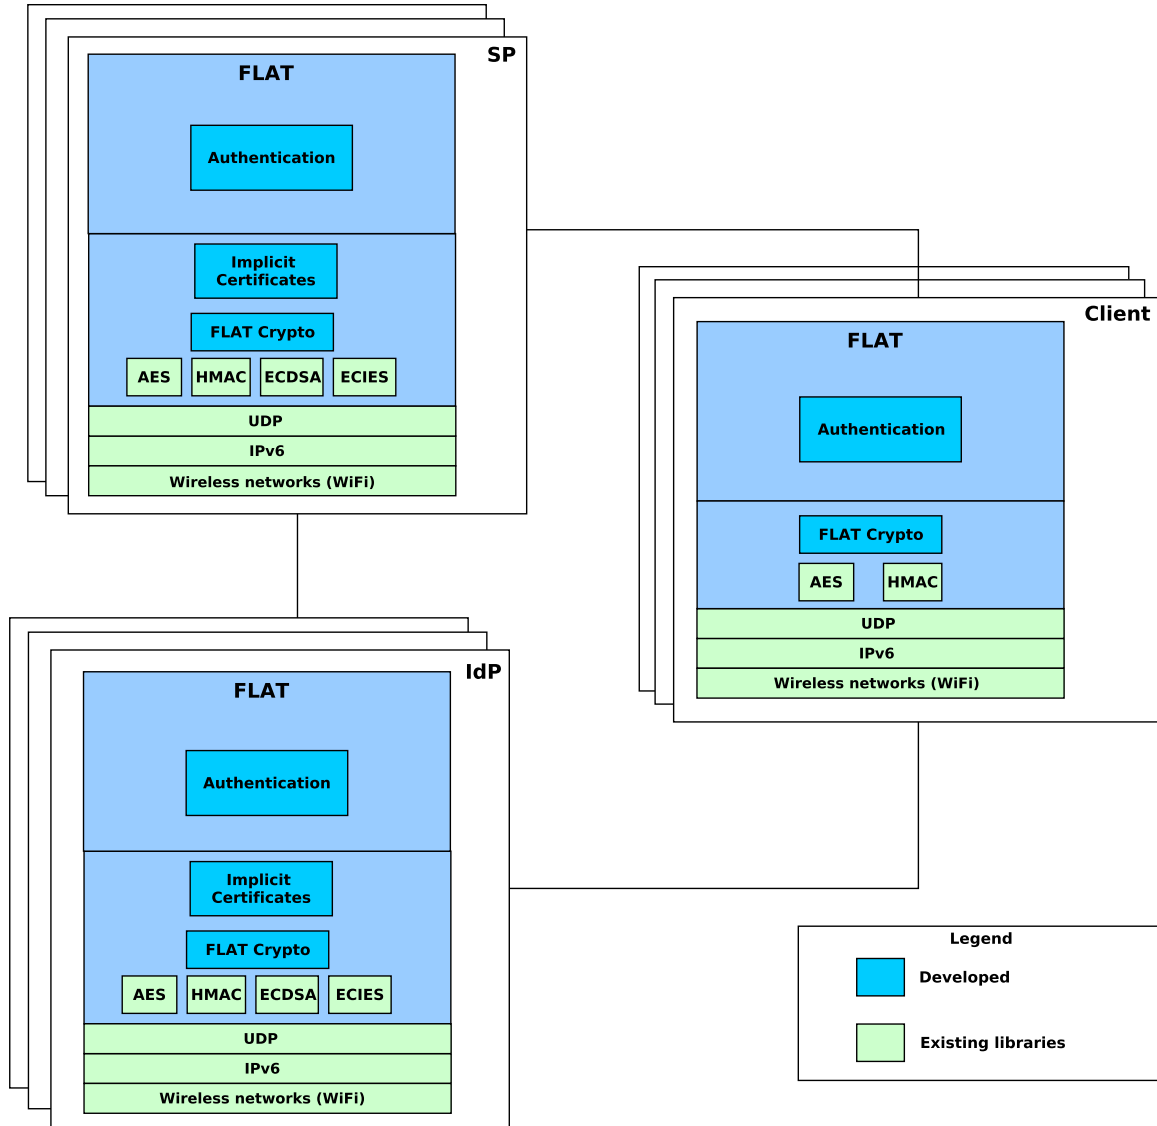 SP
FLAT
Authentication
Implicit
Certificates
FLAT Crypto
AES HMAC ECDSA ECIES
UDP
IPv6
Wireless networks (WiFi)
Client
FLAT
Authentication
FLAT Crypto
AES HMAC
UDP
IPv6
Wireless networks (WiFi)
IdP
FLAT
Authentication
Implicit
Certificates
FLAT Crypto
AES HMAC ECDSA ECIES
UDP
IPv6
Wireless networks (WiFi)
Legend
Developed
Existing libraries